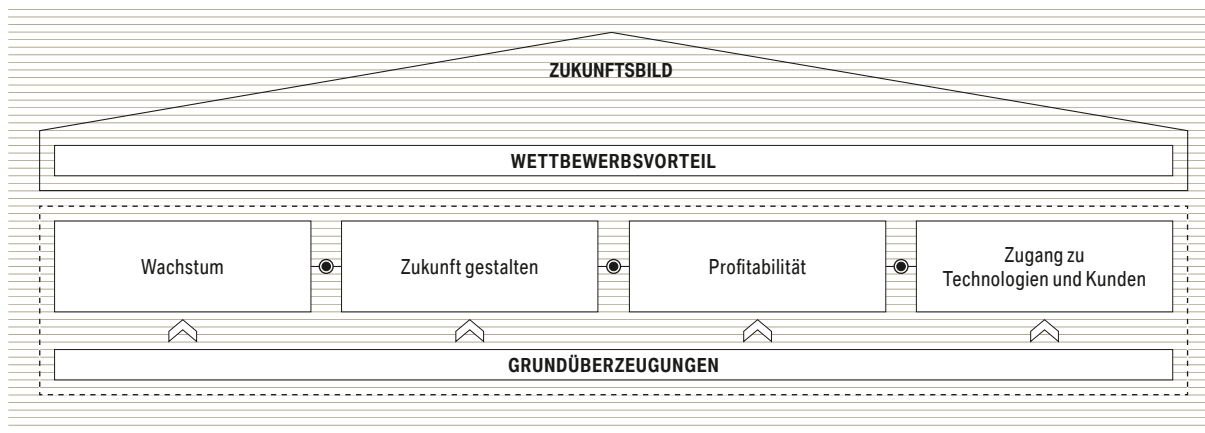 ZUKUNFTSBILD
WETTBEWERBSVORTEIL
Wachstum
Zukunft gestalten
Profitabilität
Zugang zu
Technologien und Kunden
GRUNDÜBERZEUGUNGEN